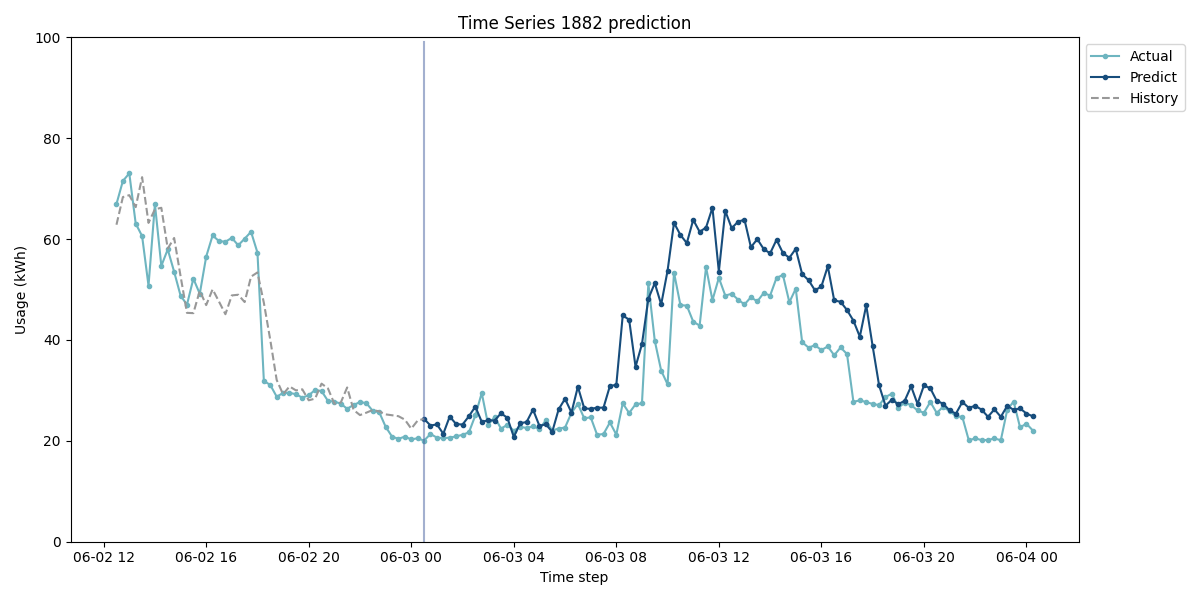 Time Series 1882 prediction
100
80
60
40
20
0
Usage (kWh)
06-02 12
06-02 16
06-02 20
06-03 00
06-03 04
06-03 08
06-03 12
06-03 16
06-03 20
06-04 00
Time step
Actual
Predict
History